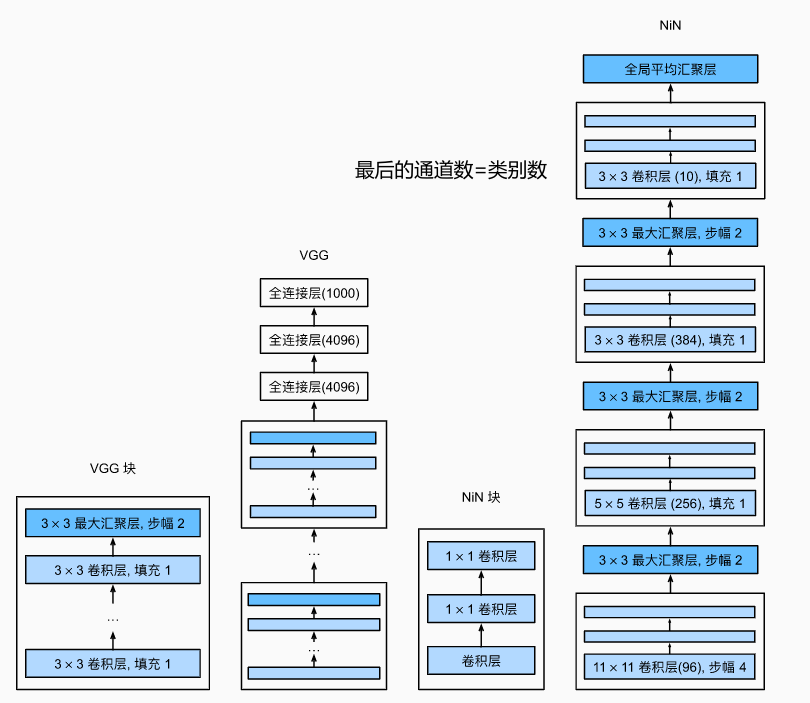 VGG 块
3 × 3 最大汇聚层, 步幅 2
3 × 3 卷积层, 填充 1
...
3 × 3 卷积层, 填充 1
VGG
全连接层(1000)
全连接层(4096)
全连接层(4096)
...
...
...
NiN 块
1 × 1 卷积层
1 × 1 卷积层
卷积层
最后的通道数=类别数
NiN
全局平均汇聚层
3 × 3 卷积层 (10), 填充 1
3 × 3 最大汇聚层, 步幅 2
3 × 3 卷积层 (384), 填充 1
3 × 3 最大汇聚层, 步幅 2
5 × 5 卷积层 (256), 填充 1
3 × 3 最大汇聚层, 步幅 2
11 × 11 卷积层(96), 步幅 4